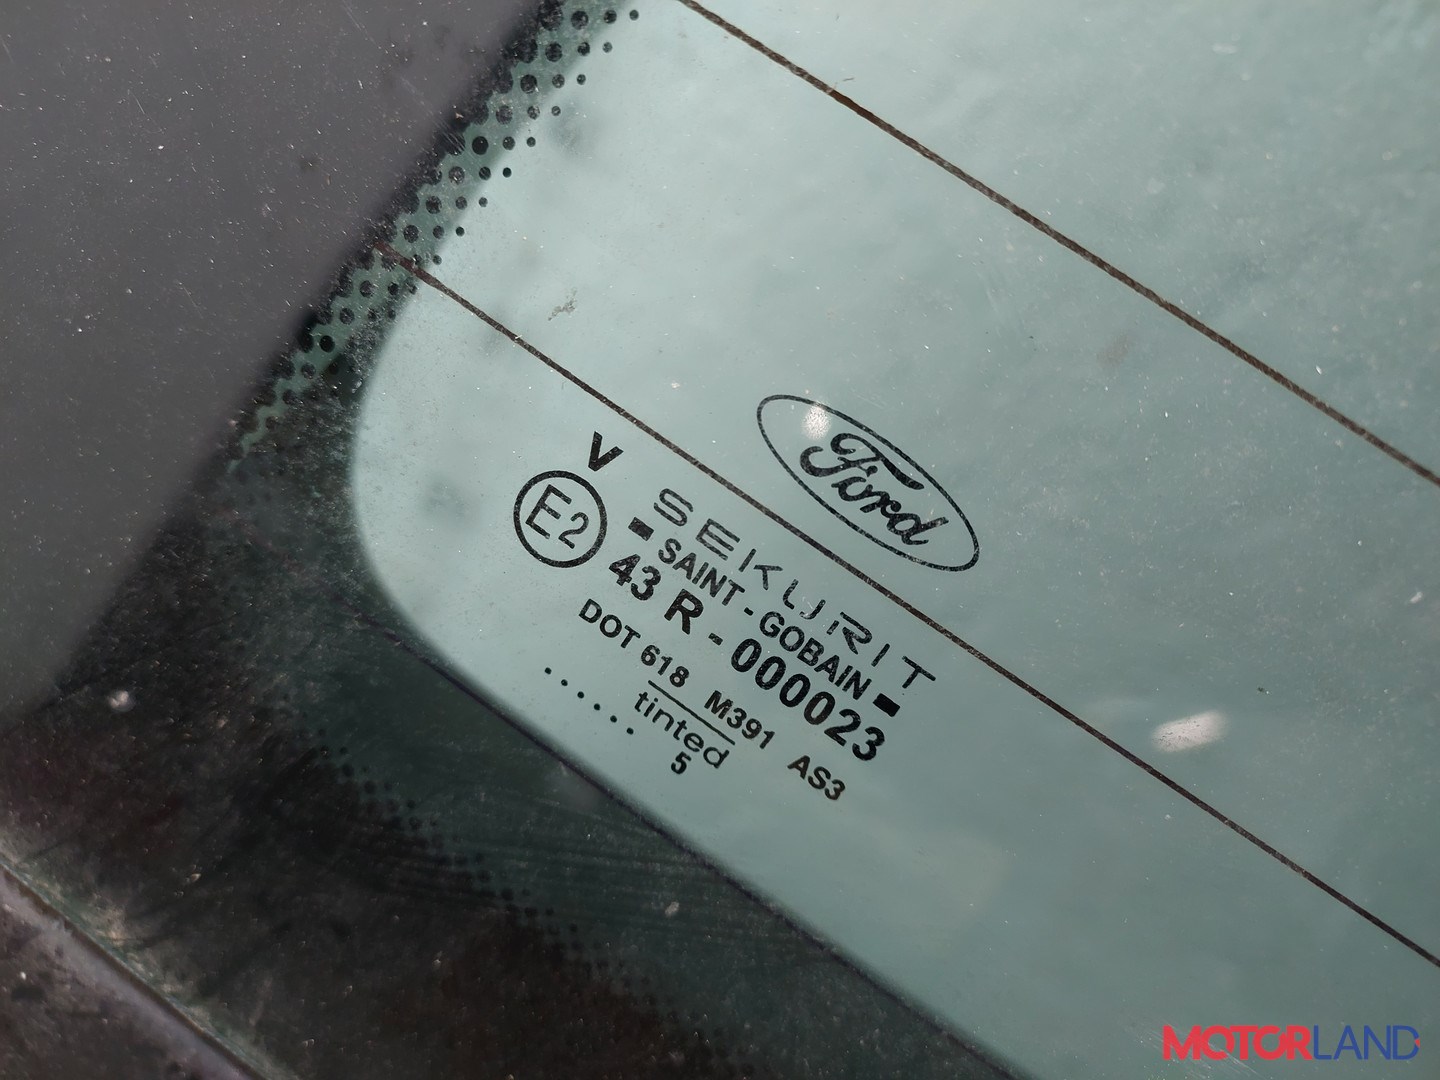 Ford
SEKURIT
SAINT - GOBAIN
V
E2
43 R - 000023
DOT 618 M391 AS3
tinted
..... 5
MOTORLAND